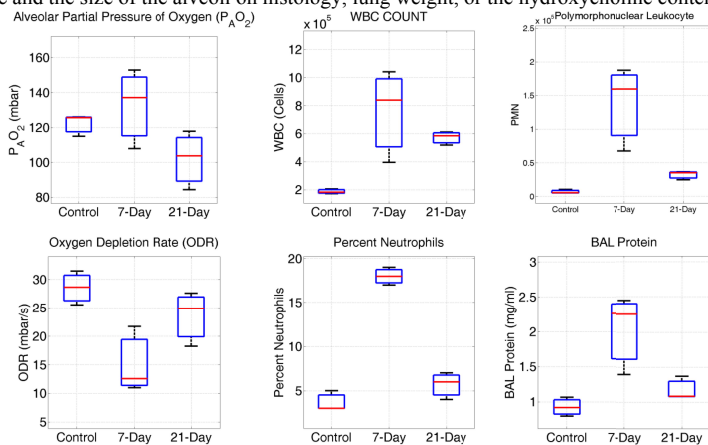 e and the size of the alveoli on histology, lung weight, or the hydroxycholine conte
Alveolar Partial Pressure of Oxygen (PAO2)
160
140
120
100
80
PAO2 (mbar)
Control 7-Day 21-Day
WBC COUNT
x 10^5
12
10
8
6
4
2
WBC (Cells)
Control 7-Day 21-Day
x 10^5 Polymorphonuclear Leukocyte
2.5
2
1.5
1
0.5
0
PMN
Control 7-Day 21-Day
Oxygen Depletion Rate (ODR)
30
25
20
15
10
5
ODR (mbar/s)
Control 7-Day 21-Day
Percent Neutrophils
20
15
10
5
Percent Neutrophils
Control 7-Day 21-Day
BAL Protein
3
2.5
2
1.5
1
BAL Protein (mg/ml)
Control 7-Day 21-Day